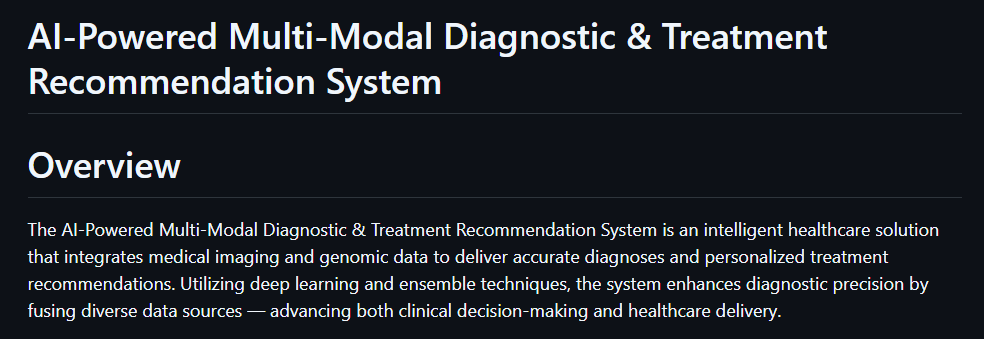 AI-Powered Multi-Modal Diagnostic & Treatment
Recommendation System
Overview
The AI-Powered Multi-Modal Diagnostic & Treatment Recommendation System is an intelligent healthcare solution
that integrates medical imaging and genomic data to deliver accurate diagnoses and personalized treatment
recommendations. Utilizing deep learning and ensemble techniques, the system enhances diagnostic precision by
fusing diverse data sources — advancing both clinical decision-making and healthcare delivery.